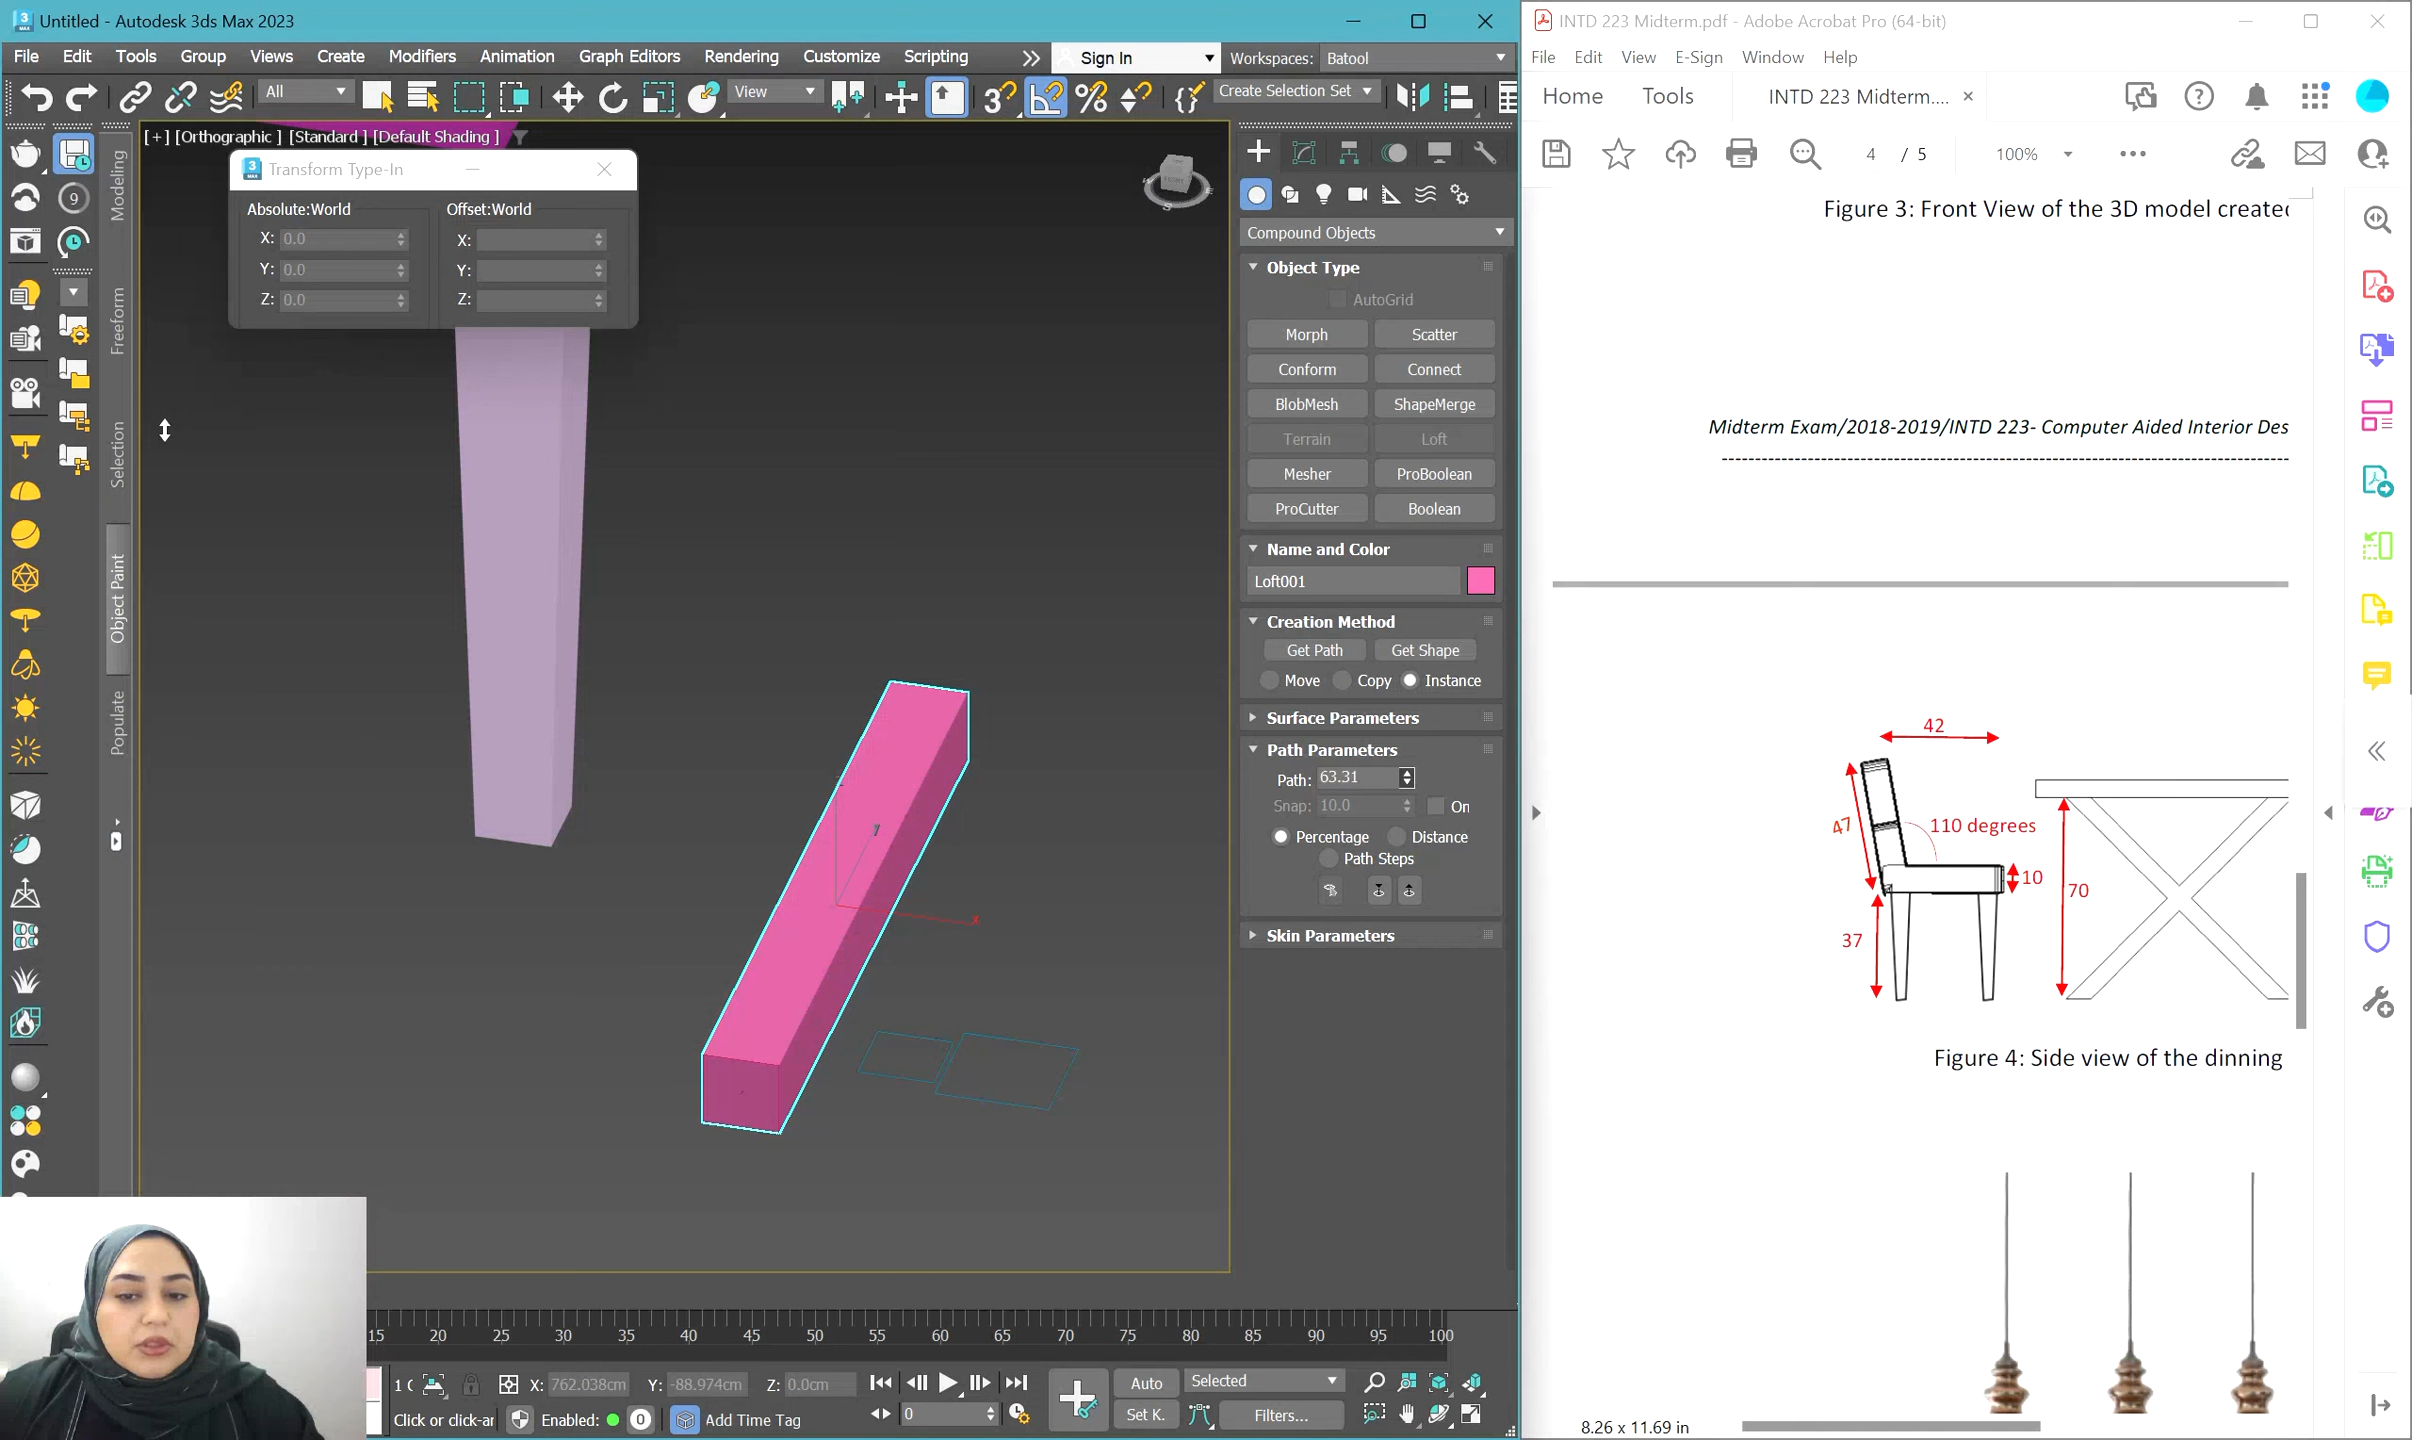 Untitled - Autodesk 3ds Max 2023
File Edit Tools Group Views Create Modifiers Animation Graph Editors Rendering Customize Scripting
Sign In
Workspaces: Batool
All
View
Create Selection Set
[+] [Orthographic ] [Standard ] [Default Shading ]
Transform Type-In
Absolute:World
Offset:World
X: 0.0
X:
Y: 0.0
Y:
Z: 0.0
Z:
Modeling
Freeform
Selection
Object Paint
Populate
9
Compound Objects
Object Type
AutoGrid
Morph
Scatter
Conform
Connect
BlobMesh
ShapeMerge
Terrain
Loft
Mesher
ProBoolean
ProCutter
Boolean
Name and Color
Loft001
Creation Method
Get Path
Get Shape
Move Copy Instance
Surface Parameters
Path Parameters
Path: 63.31
Snap: 10.0 On
Percentage Distance
Path Steps
Skin Parameters
x
15 20 25 30 35 40 45 50 55 60 65 70 75 80 85 90 95 100
X: 762.038cm Y: -88.974cm Z: 0.0cm
Auto
Selected
Click or click-ar
Enabled:
0
Add Time Tag
0
Set K.
Filters...
INTD 223 Midterm.pdf - Adobe Acrobat Pro (64-bit)
File Edit View E-Sign Window Help
Home Tools INTD 223 Midterm....
4 / 5
100%
Figure 3: Front View of the 3D model created
Midterm Exam/2018-2019/INTD 223- Computer Aided Interior Des
42
47
110 degrees
10
70
37
Figure 4: Side view of the dinning
8.26 x 11.69 in